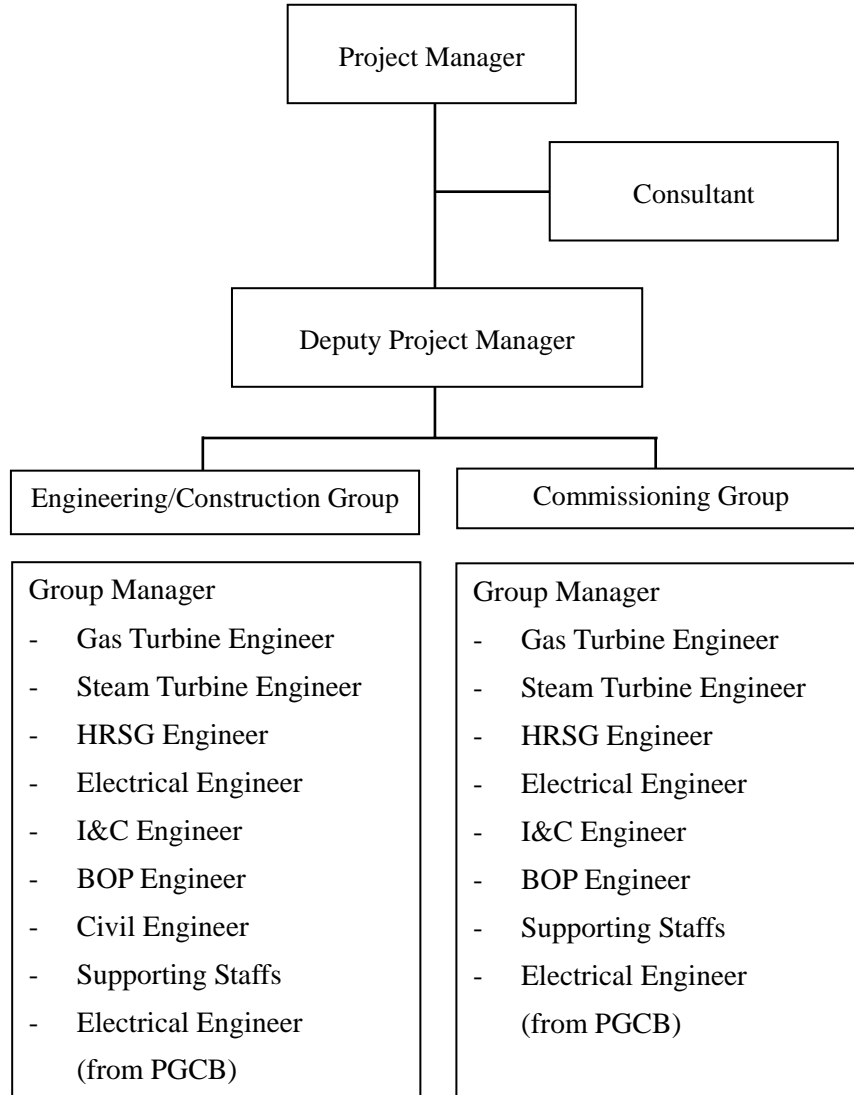 Project Manager
Consultant
Deputy Project Manager
Engineering/Construction Group
Commissioning Group
Group Manager
- Gas Turbine Engineer
- Steam Turbine Engineer
- HRSG Engineer
- Electrical Engineer
- I&C Engineer
- BOP Engineer
- Civil Engineer
- Supporting Staffs
- Electrical Engineer
(from PGCB)
Group Manager
- Gas Turbine Engineer
- Steam Turbine Engineer
- HRSG Engineer
- Electrical Engineer
- I&C Engineer
- BOP Engineer
- Supporting Staffs
- Electrical Engineer
(from PGCB)